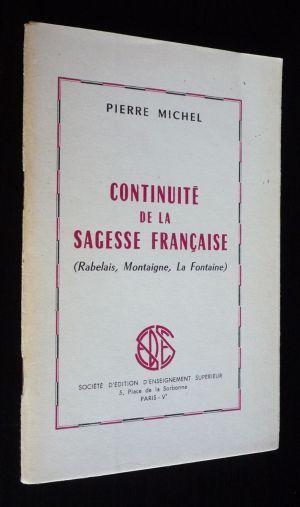 PIERRE MICHEL
CONTINUITÉ
DE LA
SAGESSE FRANÇAISE
(Rabelais, Montaigne, La Fontaine)
SOCIÉTÉ D'ÉDITION D'ENSEIGNEMENT SUPÉRIEUR
5, Place de la Sorbonne
PARIS-Vᵉ